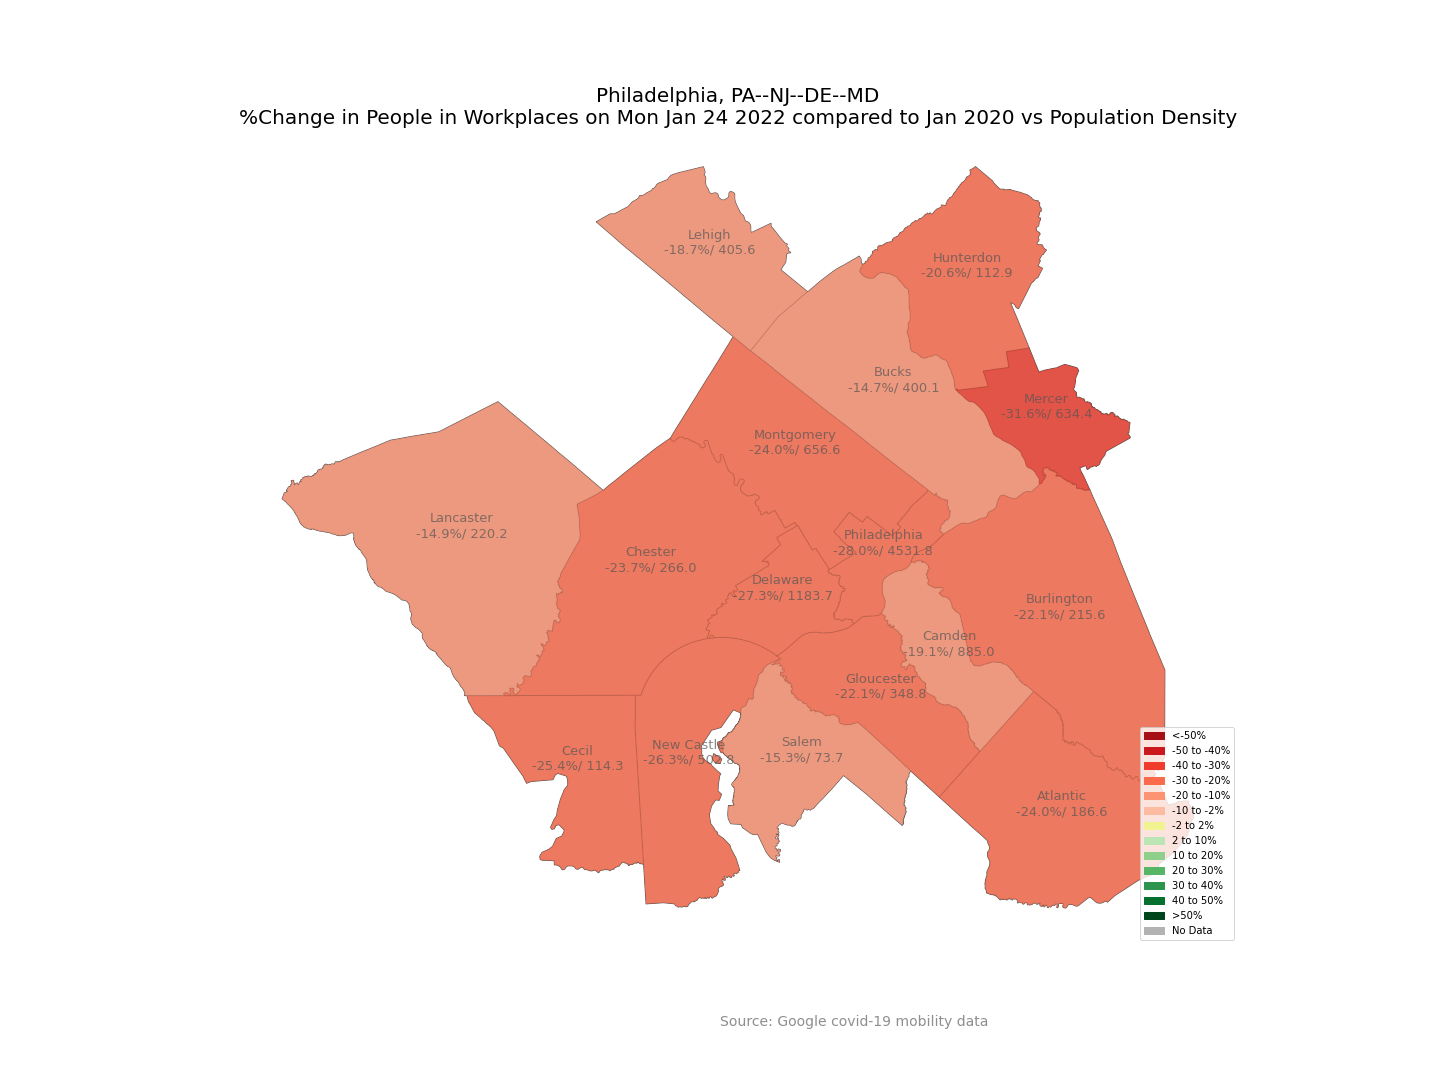 Philadelphia, PA--NJ--DE--MD
%Change in People in Workplaces on Mon Jan 24 2022 compared to Jan 2020 vs Population Density
Lehigh
-18.7%/ 405.6
Hunterdon
-20.6%/ 112.9
Bucks
-14.7%/ 400.1
Mercer
-31.6%/ 634.4
Montgomery
-24.0%/ 656.6
Lancaster
-14.9%/ 220.2
Philadelphia
-28.0%/ 4531.8
Chester
-23.7%/ 266.0
Delaware
-27.3%/ 1183.7
Burlington
-22.1%/ 215.6
Camden
-19.1%/ 885.0
Gloucester
-22.1%/ 348.8
Salem
-15.3%/ 73.7
New Castle
-26.3%/ 502.8
Cecil
-25.4%/ 114.3
Atlantic
-24.0%/ 186.6
<-50%
-50 to -40%
-40 to -30%
-30 to -20%
-20 to -10%
-10 to -2%
-2 to 2%
2 to 10%
10 to 20%
20 to 30%
30 to 40%
40 to 50%
>50%
No Data
Source: Google covid-19 mobility data